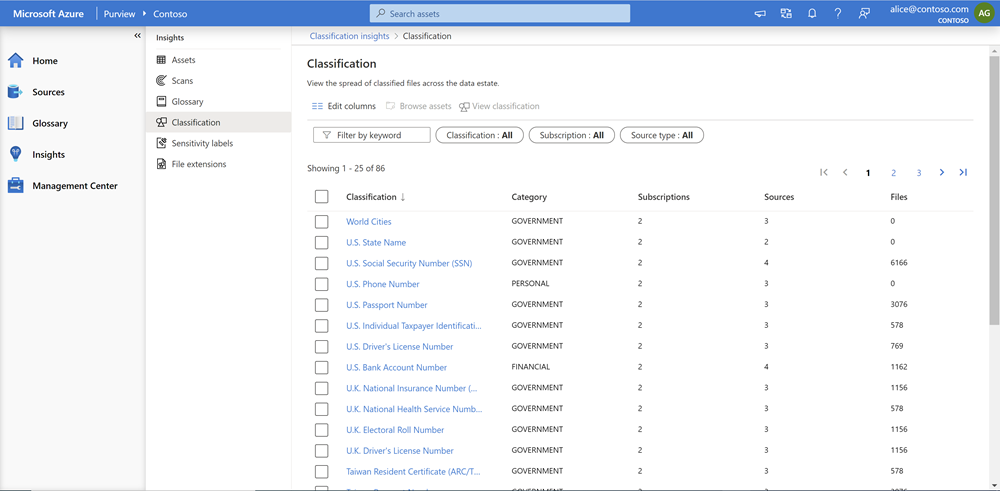 Microsoft Azure Purview Contoso
Search assets
alice@contoso.com
CONTOSO
AG
Home
Sources
Glossary
Insights
Management Center
Insights
Assets
Scans
Glossary
Classification
Sensitivity labels
File extensions
Classification insights > Classification
Classification
View the spread of classified files across the data estate.
Edit columns Browse assets View classification
Filter by keyword Classification : All Subscription : All Source type : All
Showing 1 - 25 of 86 1 2 3
Classification ↓ Category Subscriptions Sources Files
World Cities GOVERNMENT 2 3 0
U.S. State Name GOVERNMENT 2 2 0
U.S. Social Security Number (SSN) GOVERNMENT 2 4 6166
U.S. Phone Number PERSONAL 2 3 0
U.S. Passport Number GOVERNMENT 2 3 3076
U.S. Individual Taxpayer Identificati... GOVERNMENT 2 3 578
U.S. Driver's License Number GOVERNMENT 2 3 769
U.S. Bank Account Number FINANCIAL 2 4 1162
U.K. National Insurance Number (... GOVERNMENT 2 3 1156
U.K. National Health Service Numb... GOVERNMENT 2 3 578
U.K. Electoral Roll Number GOVERNMENT 2 3 1156
U.K. Driver's License Number GOVERNMENT 2 3 1156
Taiwan Resident Certificate (ARC/T... GOVERNMENT 2 3 578